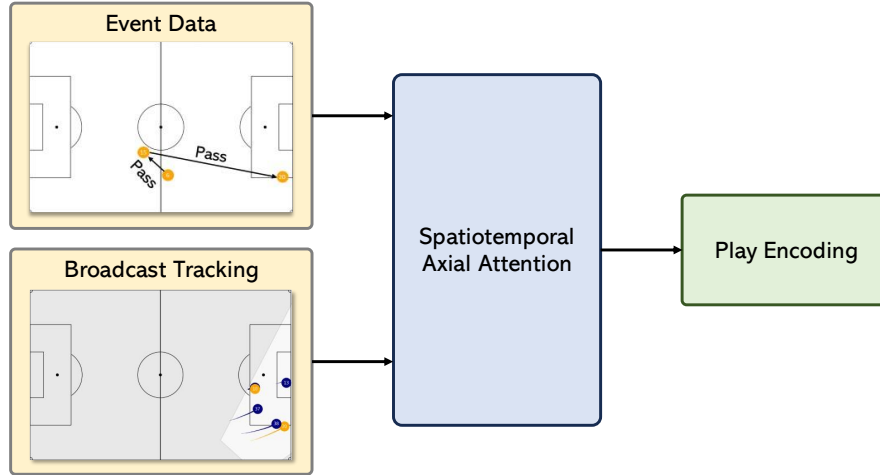 Event Data
Pass
Pass
Broadcast Tracking
Spatiotemporal
Axial Attention
Play Encoding